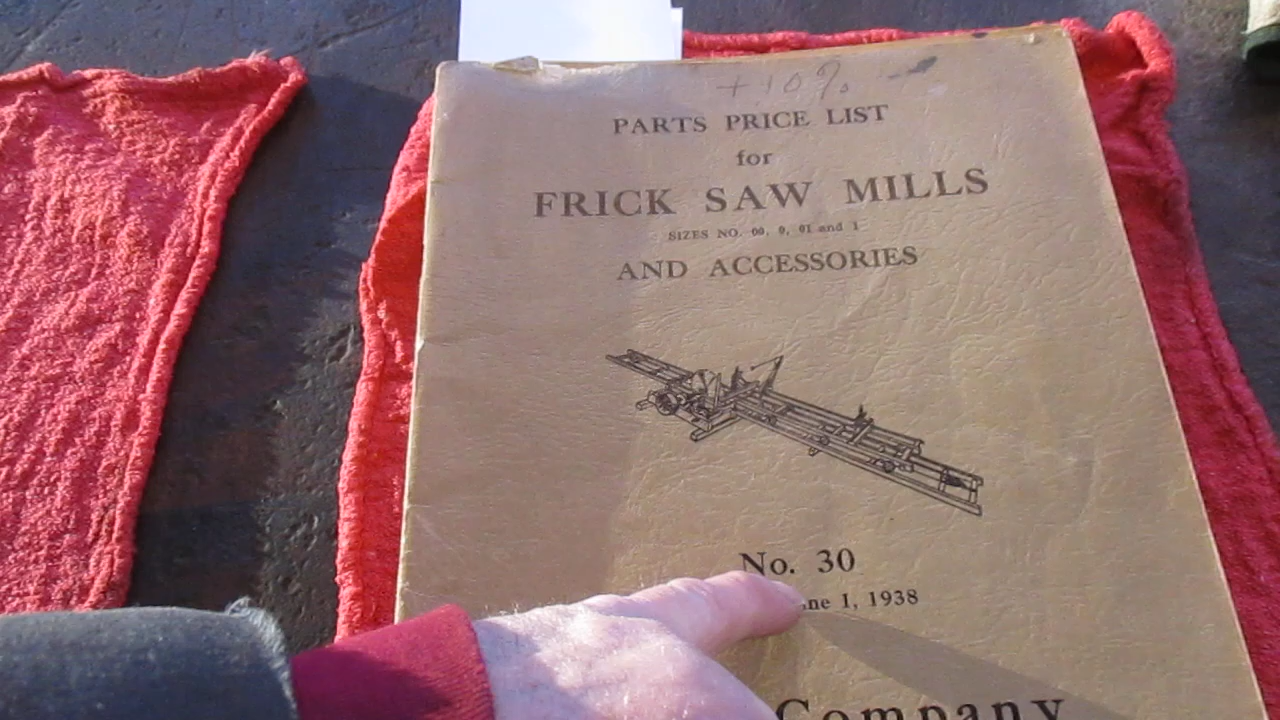 +10%
PARTS PRICE LIST
for
FRICK SAW MILLS
SIZES NO. 00, 0, 01 and 1
AND ACCESSORIES
No. 30
ne 1, 1938
Company